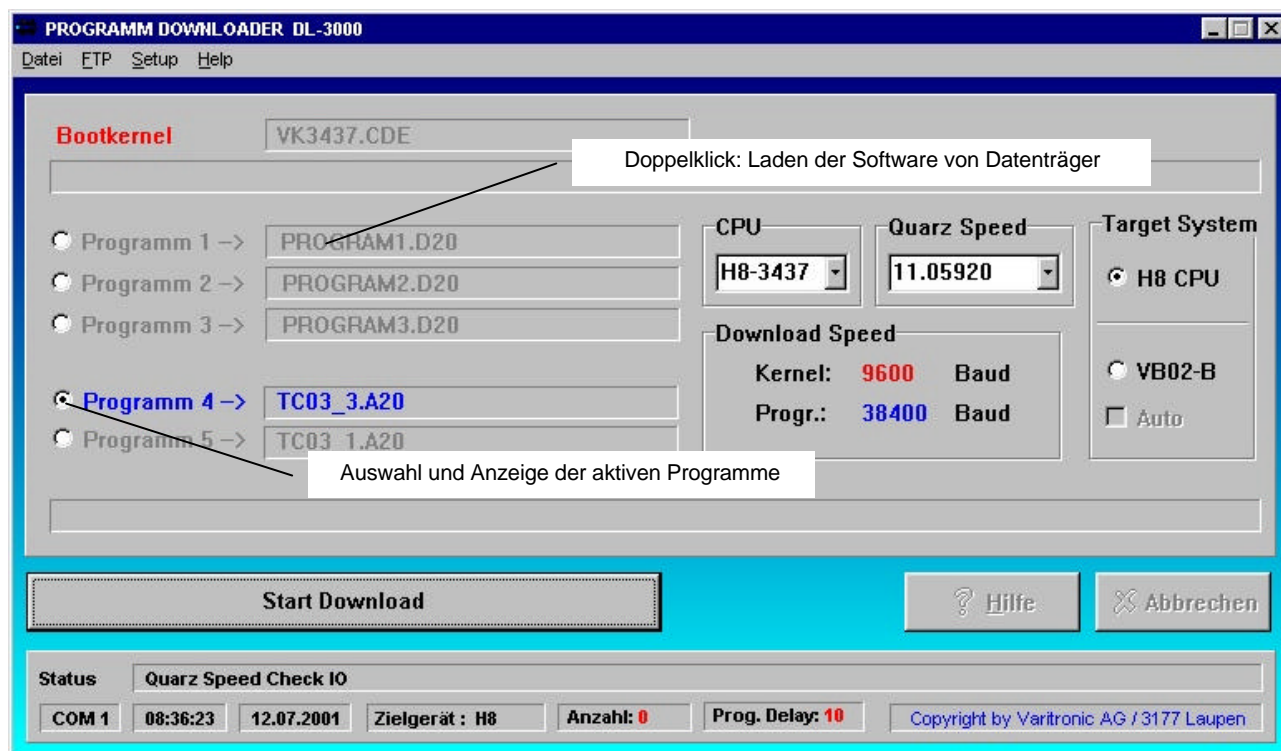 PROGRAMM DOWNLOADER DL-3000
Datei FTP Setup Help
Bootkernel VK3437.CDE
Doppelklick: Laden der Software von Datenträger
Programm 1 -> PROGRAM1.D20
Programm 2 -> PROGRAM2.D20
Programm 3 -> PROGRAM3.D20
Programm 4 -> TC03_3.A20
Programm 5 -> TC03_1.A20
Auswahl und Anzeige der aktiven Programme
CPU
H8-3437
Quarz Speed
11.05920
Download Speed
Kernel: 9600 Baud
Progr.: 38400 Baud
Target System
H8 CPU
VB02-B
Auto
Start Download
? Hilfe
Abbrechen
Status Quarz Speed Check IO
COM 1 08:36:23 12.07.2001 Zielgerät : H8 Anzahl: 0 Prog. Delay: 10 Copyright by Varitronic AG / 3177 Laupen